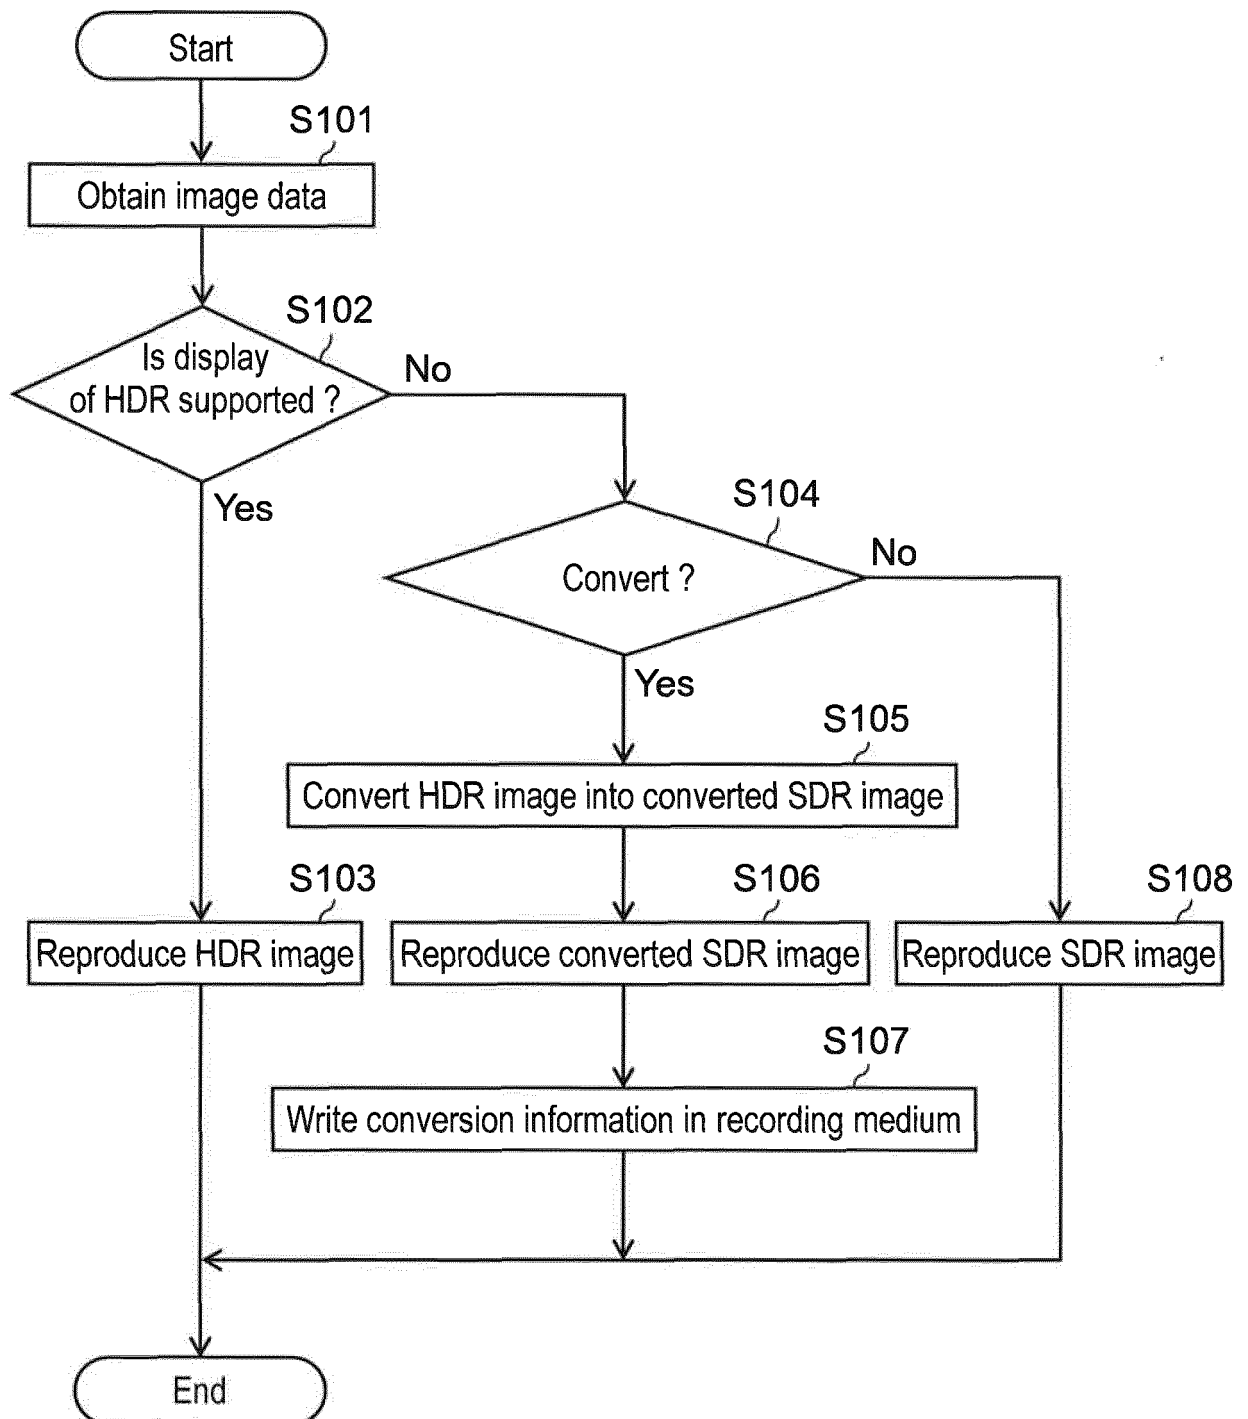 Start
S101
Obtain image data
S102
Is display
of HDR supported ?
No
Yes
S104
Convert ?
No
Yes
S105
Convert HDR image into converted SDR image
S103
Reproduce HDR image
S106
Reproduce converted SDR image
S108
Reproduce SDR image
S107
Write conversion information in recording medium
End